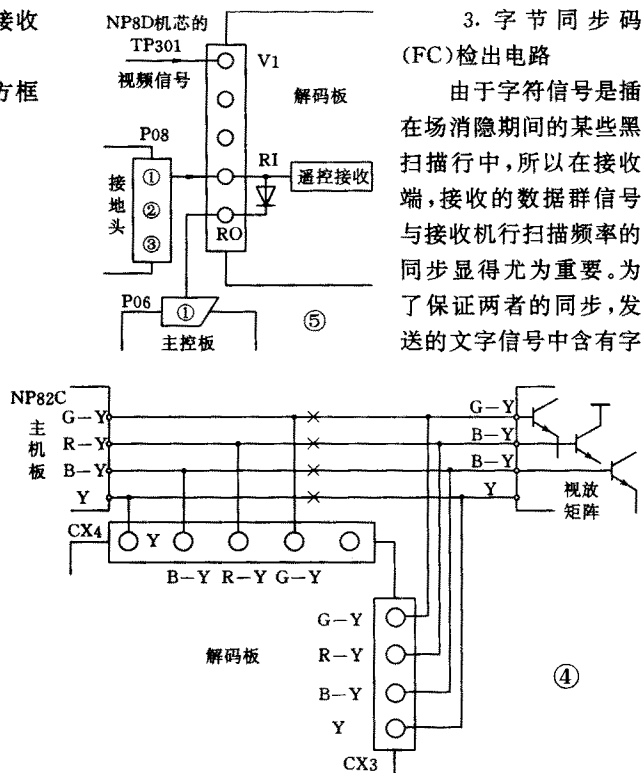 接收
方框
NP8D机芯的
TP301
视频信号
V1
解码板
P08
接地头
①
②
③
RI
遥控接收
RO
P06
①
主控板
⑤
3. 字节同步码
(FC)检出电路
由于字符信号是插
在场消隐期间的某些黑
扫描行中,所以在接收
端,接收的数据群信号
与接收机行扫描频率的
同步显得尤为重要。为
了保证两者的同步,发
送的文字信号中含有字
NP82C
主机板
G-Y
R-Y
B-Y
Y
G-Y
B-Y
B-Y
Y
视放
矩阵
CX4
Y
B-Y R-Y G-Y
解码板
G-Y
R-Y
B-Y
Y
CX3
④